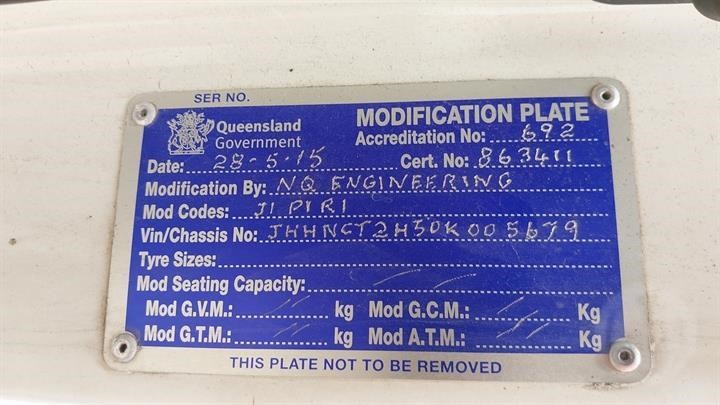 SER NO.
Queensland Government
MODIFICATION PLATE
Accreditation No: 692
Date: 28-5-15 Cert. No: 863411
Modification By: NQ ENGINEERING
Mod Codes: J1 P1 R1
Vin/Chassis No: JHHNCT2H50K005679
Tyre Sizes:
Mod Seating Capacity:
Mod G.V.M.: kg Mod G.C.M.: Kg
Mod G.T.M.: kg Mod A.T.M.: Kg
THIS PLATE NOT TO BE REMOVED